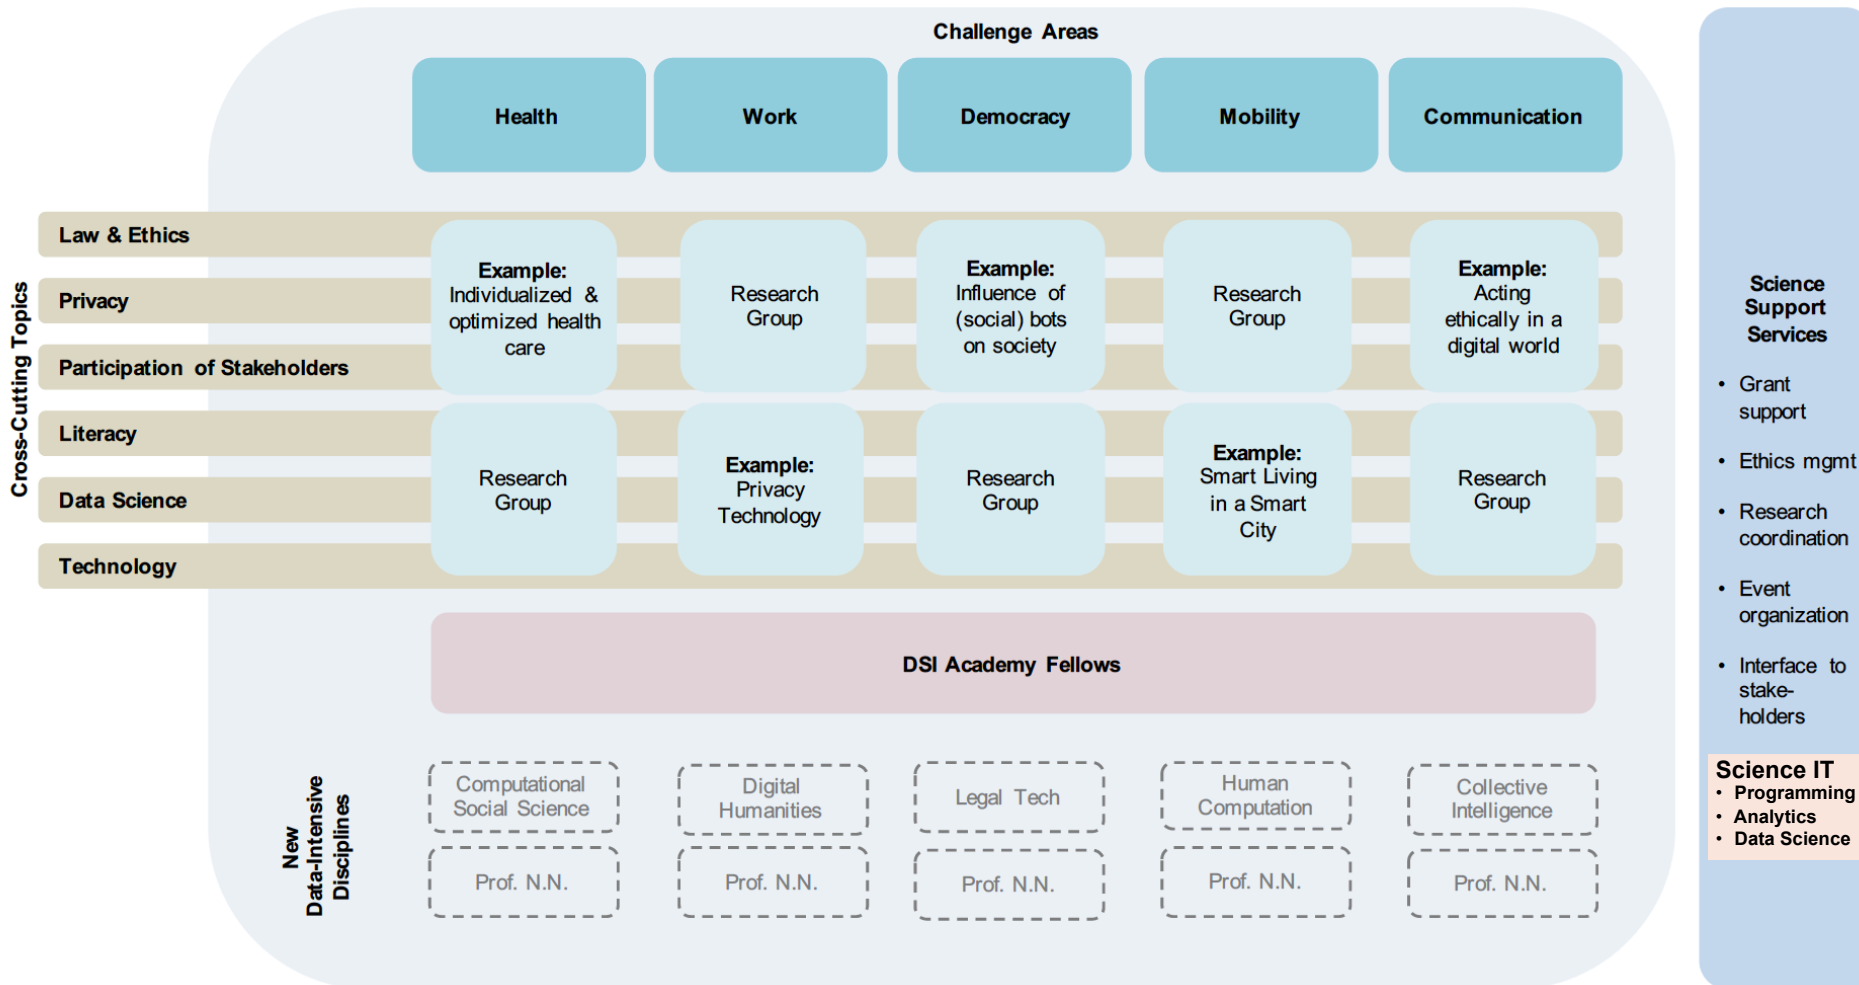 Challenge Areas
Health
Work
Democracy
Mobility
Communication
Cross-Cutting Topics
Law & Ethics
Privacy
Participation of Stakeholders
Literacy
Data Science
Technology
Example:
Individualized &
optimized health
care
Research
Group
Example:
Influence of
(social) bots
on society
Research
Group
Example:
Acting
ethically in a
digital world
Research
Group
Example:
Privacy
Technology
Research
Group
Example:
Smart Living
in a Smart
City
Research
Group
DSI Academy Fellows
New
Data-Intensive
Disciplines
Computational
Social Science
Digital
Humanities
Legal Tech
Human
Computation
Collective
Intelligence
Prof. N.N.
Prof. N.N.
Prof. N.N.
Prof. N.N.
Prof. N.N.
Science
Support
Services
• Grant
support
• Ethics mgmt
• Research
coordination
• Event
organization
• Interface to
stake-
holders
Science IT
• Programming
• Analytics
• Data Science